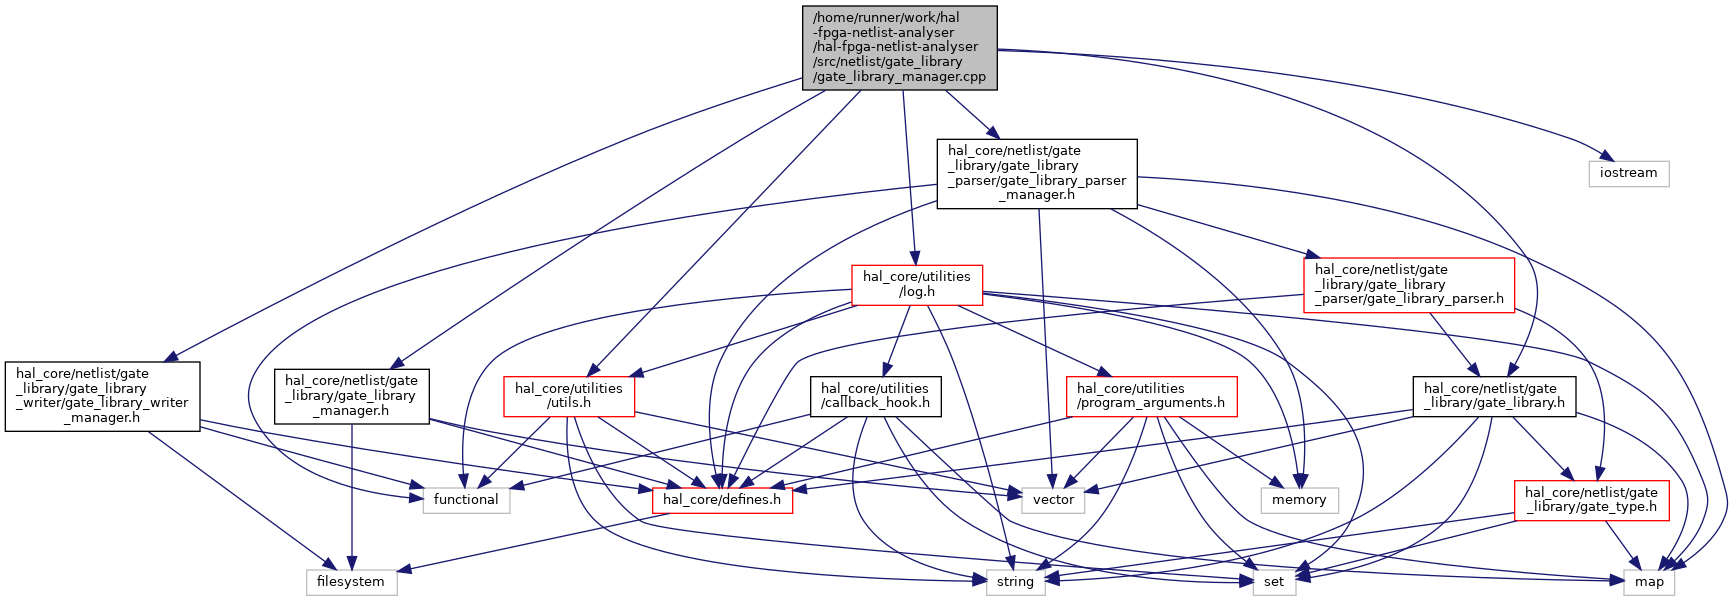 /home/runner/work/hal
-fpga-netlist-analyser
/hal-fpga-netlist-analyser
/src/netlist/gate_library
/gate_library_manager.cpp
hal_core/netlist/gate
_library/gate_library
_parser/gate_library_parser
_manager.h
iostream
hal_core/utilities
/log.h
hal_core/netlist/gate
_library/gate_library
_parser/gate_library_parser.h
hal_core/netlist/gate
_library/gate_library
_writer/gate_library_writer
_manager.h
hal_core/netlist/gate
_library/gate_library
_manager.h
hal_core/utilities
/utils.h
hal_core/utilities
/callback_hook.h
hal_core/utilities
/program_arguments.h
hal_core/netlist/gate
_library/gate_library.h
functional
hal_core/defines.h
vector
memory
hal_core/netlist/gate
_library/gate_type.h
filesystem
string
set
map